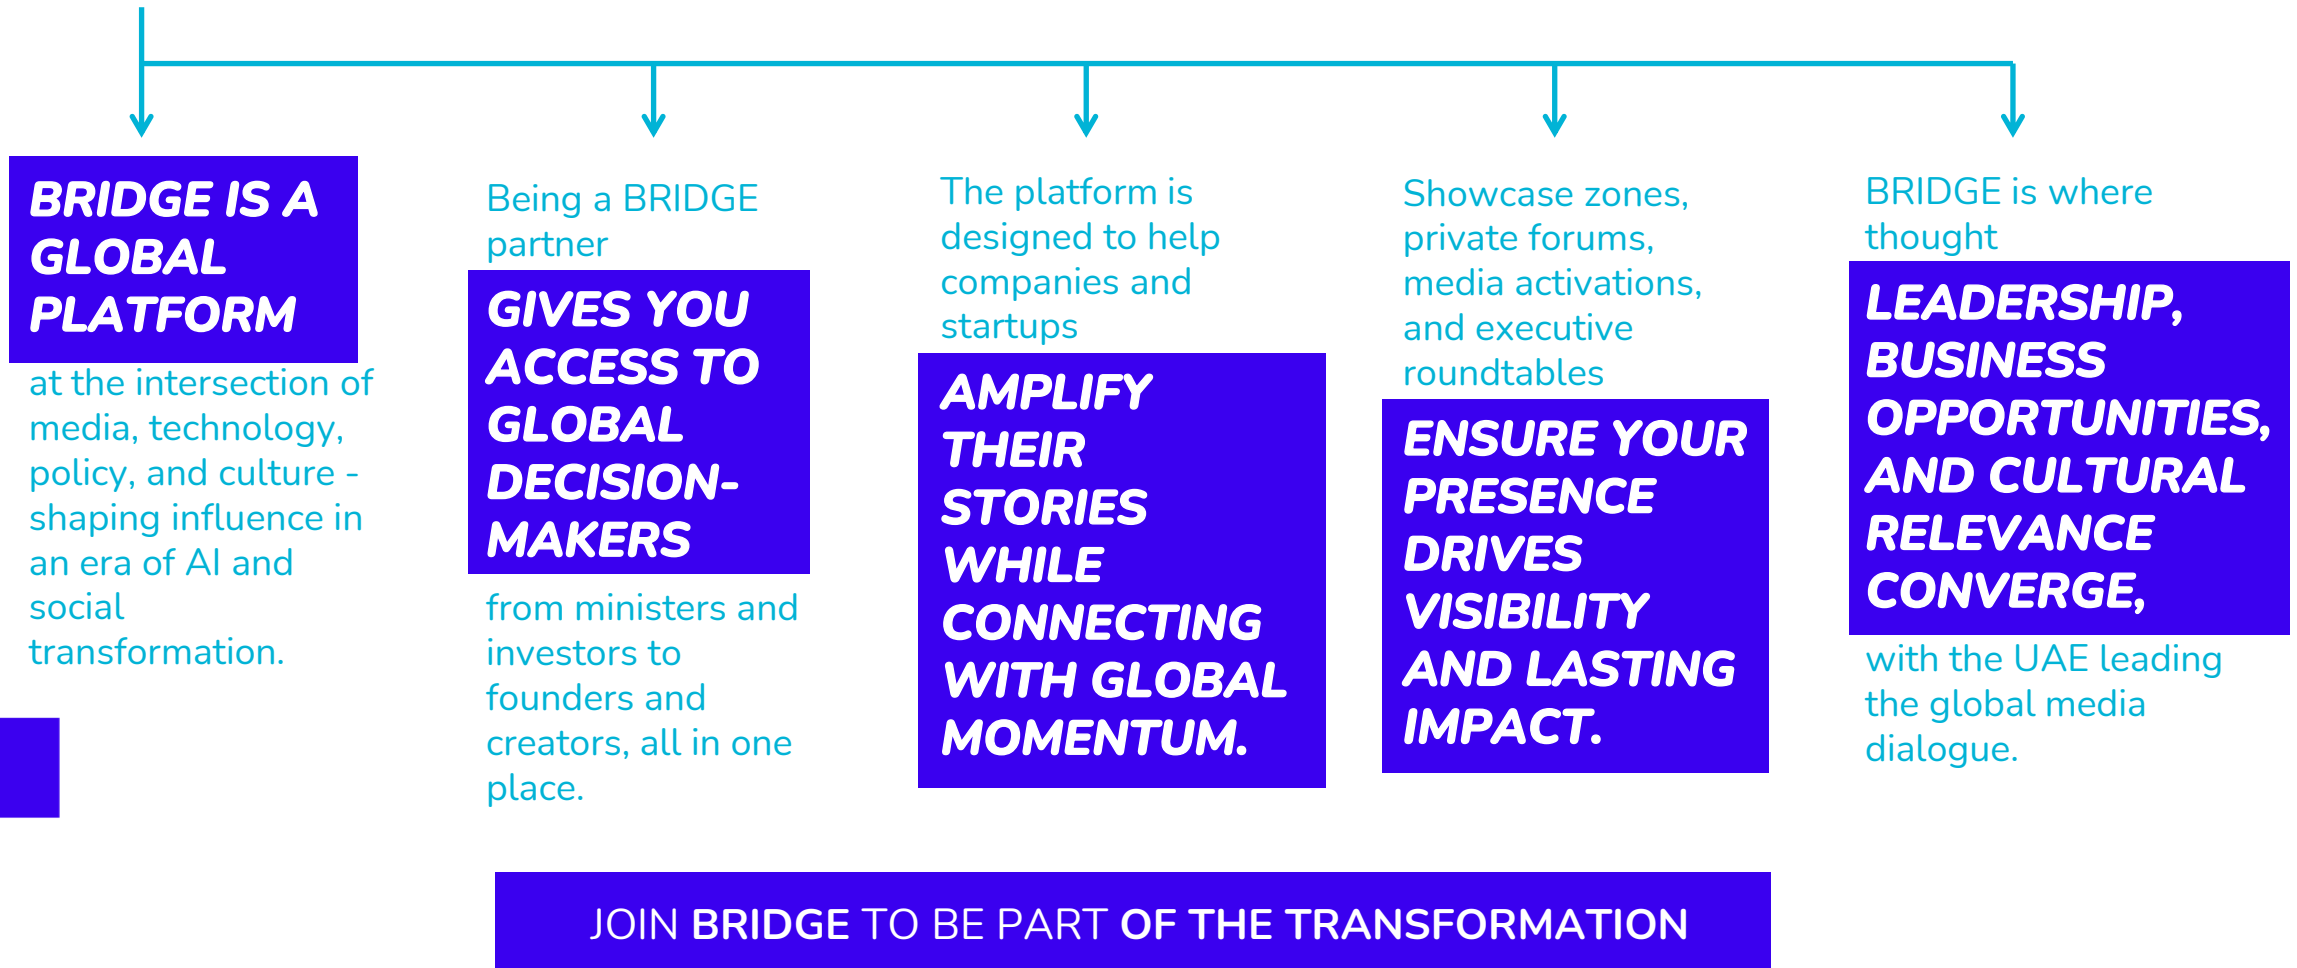 BRIDGE IS A
GLOBAL
PLATFORM
at the intersection of
media, technology,
policy, and culture -
shaping influence in
an era of AI and
social
transformation.
Being a BRIDGE
partner
GIVES YOU
ACCESS TO
GLOBAL
DECISION-
MAKERS
from ministers and
investors to
founders and
creators, all in one
place.
The platform is
designed to help
companies and
startups
AMPLIFY
THEIR
STORIES
WHILE
CONNECTING
WITH GLOBAL
MOMENTUM.
Showcase zones,
private forums,
media activations,
and executive
roundtables
ENSURE YOUR
PRESENCE
DRIVES
VISIBILITY
AND LASTING
IMPACT.
BRIDGE is where
thought
LEADERSHIP,
BUSINESS
OPPORTUNITIES,
AND CULTURAL
RELEVANCE
CONVERGE,
with the UAE leading
the global media
dialogue.
JOIN BRIDGE TO BE PART OF THE TRANSFORMATION